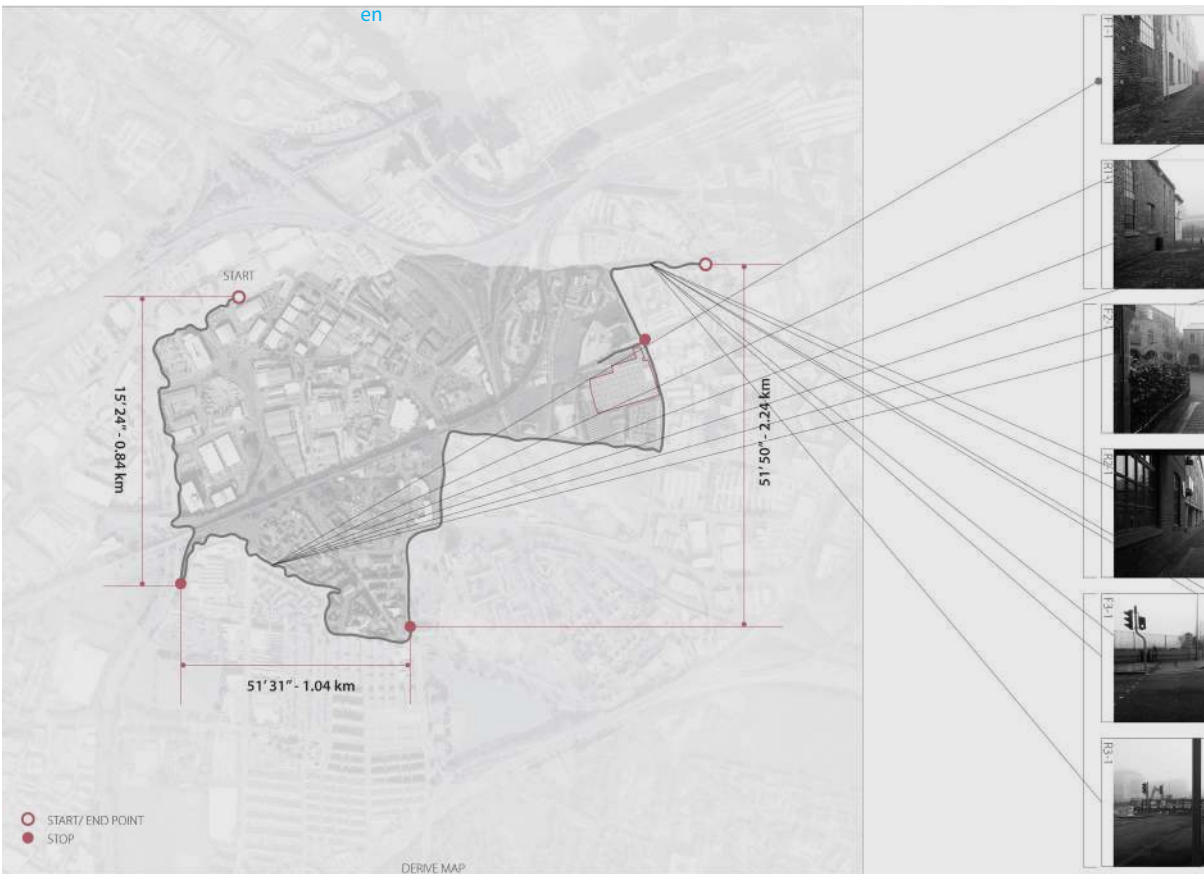 en
F1-1
R1-1
START
F2-1
15' 24" - 0.84 km
51' 50" - 2.24 km
R2-1
F3-1
51' 31" - 1.04 km
R3-1
START/ END POINT
STOP
DERIVE MAP